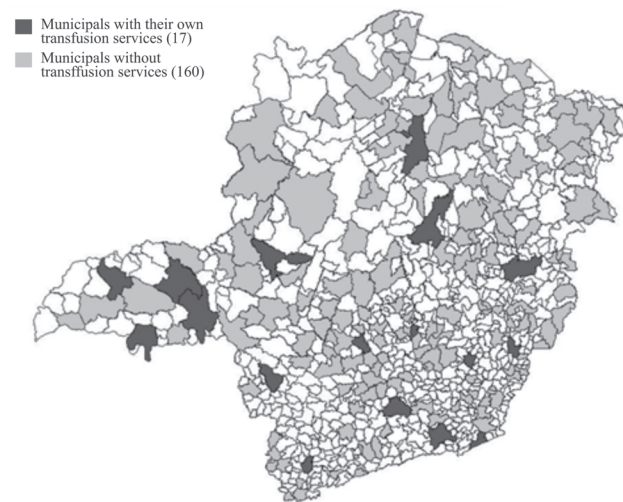 Municipals with their own
transfusion services (17)
Municipals without
transffusion services (160)